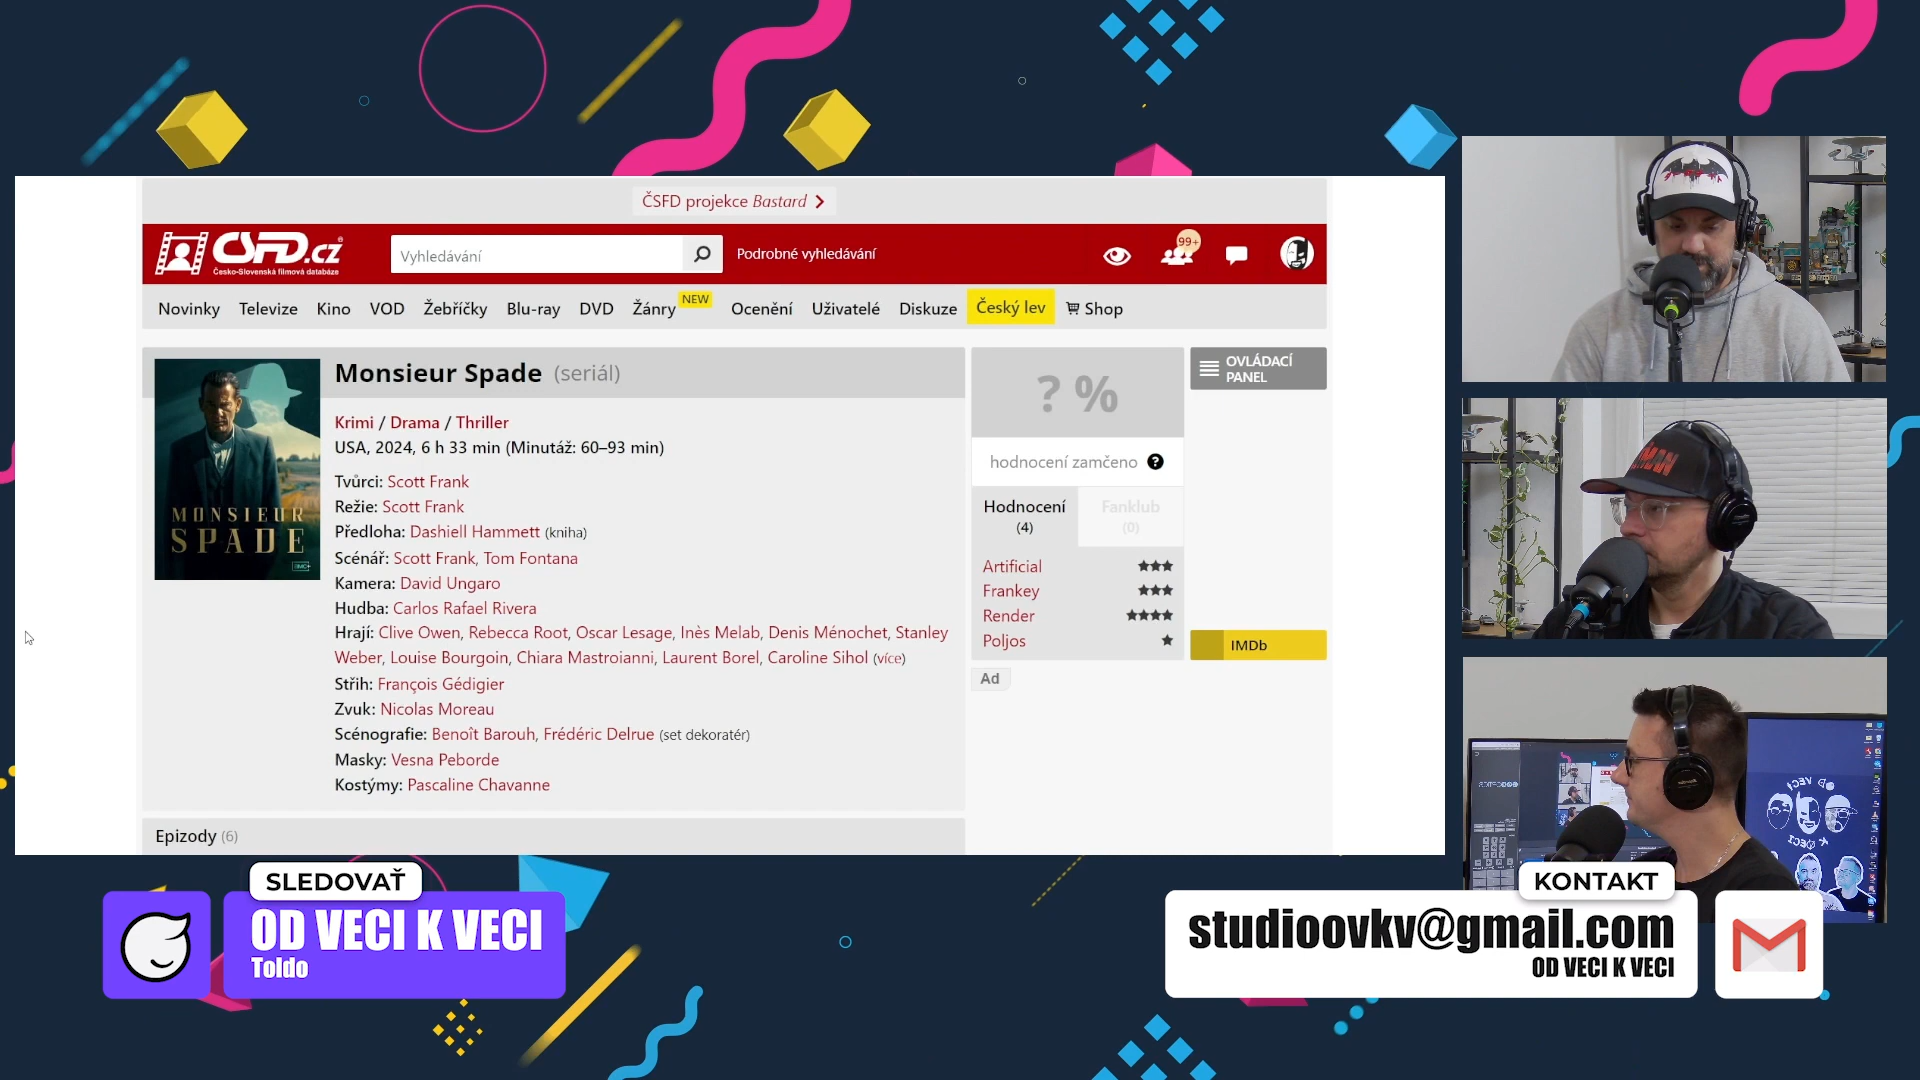 ČSFD projekce Bastard
ČSFD.cz
Česko-Slovenská filmová databáze
Vyhledávání
Podrobné vyhledávání
99+
Novinky Televize Kino VOD Žebříčky Blu-ray DVD Žánry NEW Ocenění Uživatelé Diskuze Český lev Shop
Monsieur Spade (seriál)
MONSIEUR
SPADE
Krimi / Drama / Thriller
USA, 2024, 6 h 33 min (Minutáž: 60–93 min)
Tvůrci: Scott Frank
Režie: Scott Frank
Předloha: Dashiell Hammett (kniha)
Scénář: Scott Frank, Tom Fontana
Kamera: David Ungaro
Hudba: Carlos Rafael Rivera
Hrají: Clive Owen, Rebecca Root, Oscar Lesage, Inès Melab, Denis Ménochet, Stanley
Weber, Louise Bourgoin, Chiara Mastroianni, Laurent Borel, Caroline Sihol (více)
Střih: François Gédigier
Zvuk: Nicolas Moreau
Scénografie: Benoît Barouh, Frédéric Delrue (set dekoratér)
Masky: Vesna Peborde
Kostýmy: Pascaline Chavanne
Epizody (6)
? %
hodnocení zamčeno ?
Hodnocení
(4)
Fanklub
(0)
Artificial
Frankey
Render
Poljos
Ad
OVLÁDACÍ
PANEL
IMDb
SLEDOVAŤ
OD VECI K VECI
Toldo
KONTAKT
studioovkv@gmail.com
OD VECI K VECI